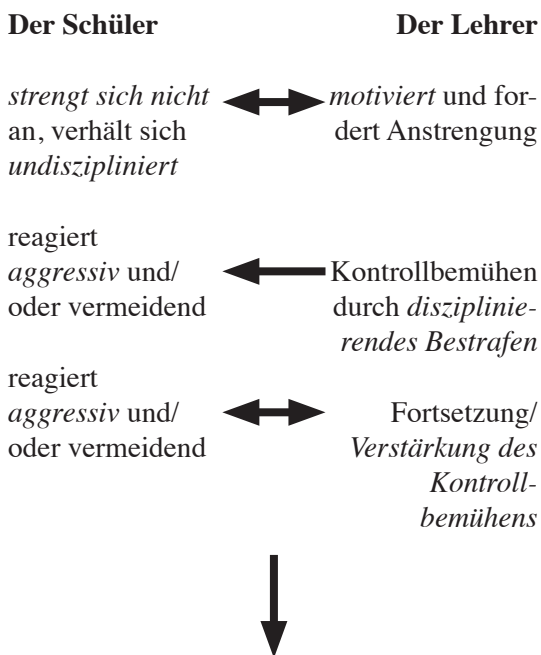 Der Schüler Der Lehrer
strengt sich nicht motiviert und for-
an, verhält sich dert Anstrengung
undiszipliniert
reagiert
aggressiv und/ Kontrollbemühen
oder vermeidend durch disziplinie-
rendes Bestrafen
reagiert
aggressiv und/ Fortsetzung/
oder vermeidend Verstärkung des
Kontroll-
bemühens